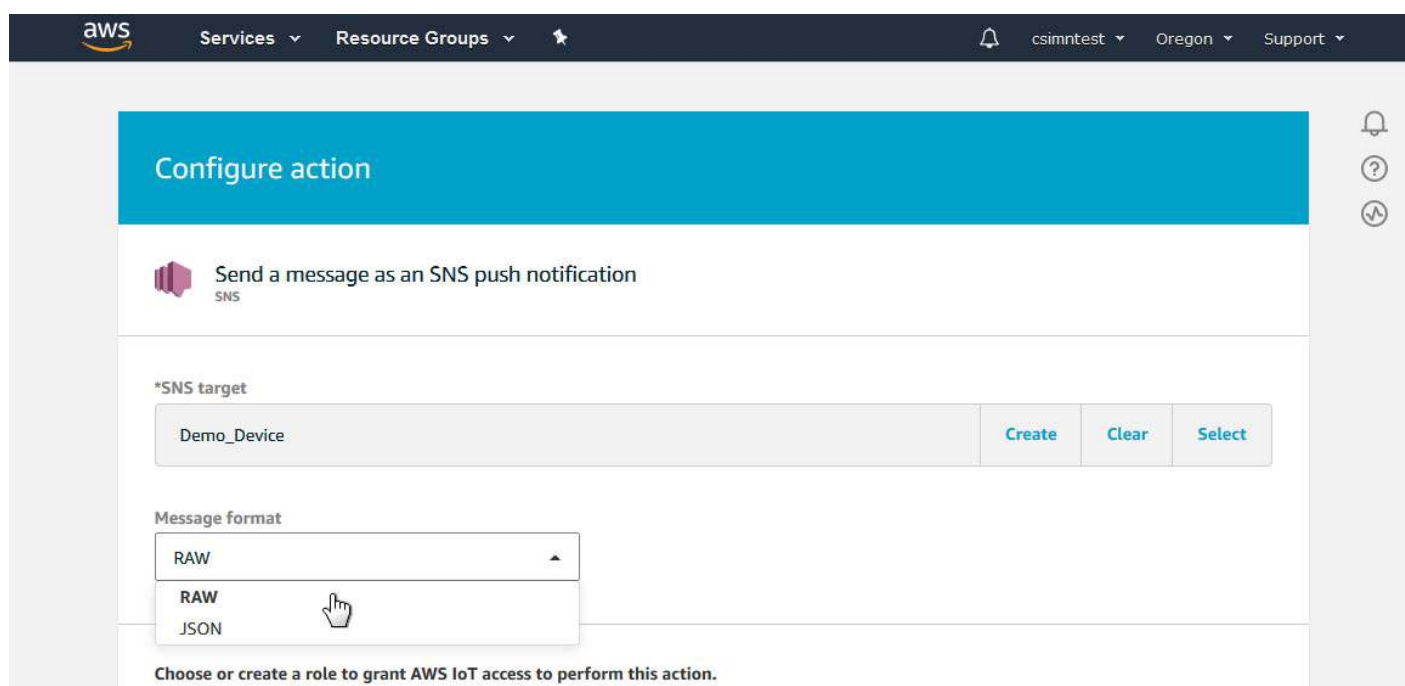 aws Services Resource Groups csimntest Oregon Support
Configure action
Send a message as an SNS push notification
SNS
*SNS target
Demo_Device Create Clear Select
Message format
RAW
RAW
JSON
Choose or create a role to grant AWS IoT access to perform this action.